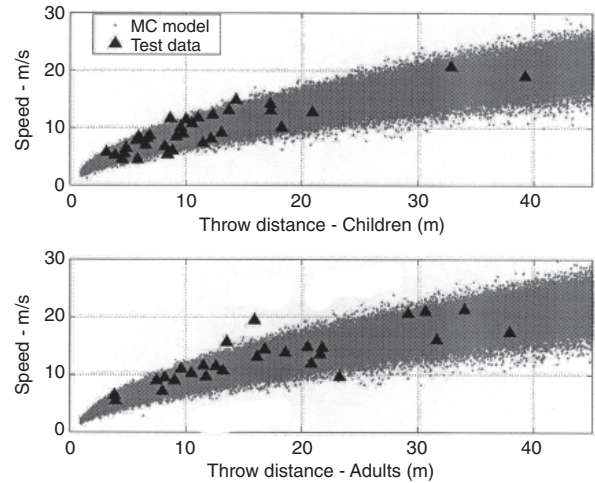 30
MC model
Test data
20
10
0
Speed - m/s
0 10 20 30 40
Throw distance - Children (m)
30
20
10
0
Speed - m/s
0 10 20 30 40
Throw distance - Adults (m)